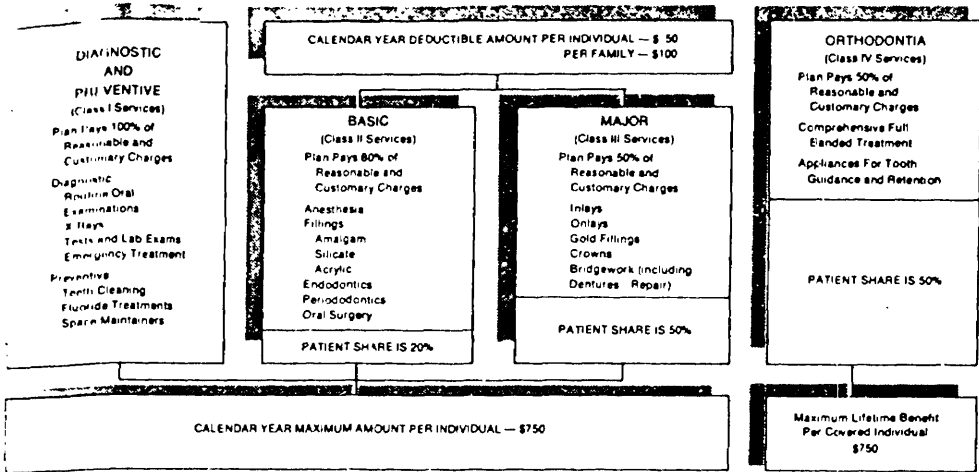 DIAGNOSTIC
AND
PREVENTIVE
(Class I Services)
Plan Pays 100% of
Reasonable and
Customary Charges
Diagnostic
Routine Oral
Examinations
X Rays
Tests and Lab Exams
Emergency Treatment
Preventive
Teeth Cleaning
Fluoride Treatments
Space Maintainers
CALENDAR YEAR DEDUCTIBLE AMOUNT PER INDIVIDUAL — $ 50
PER FAMILY — $100
BASIC
(Class II Services)
Plan Pays 80% of
Reasonable and
Customary Charges
Anesthesia
Fillings
Amalgam
Silicate
Acrylic
Endodontics
Periododontics
Oral Surgery
PATIENT SHARE IS 20%
MAJOR
(Class III Services)
Plan Pays 50% of
Reasonable and
Customary Charges
Inlays
Onlays
Gold Fillings
Crowns
Bridgework (including
Dentures Repair)
PATIENT SHARE IS 50%
ORTHODONTIA
(Class IV Services)
Plan Pays 50% of
Reasonable and
Customary Charges
Comprehensive Full
Banded Treatment
Appliances For Tooth
Guidance and Retention
PATIENT SHARE IS 50%
CALENDAR YEAR MAXIMUM AMOUNT PER INDIVIDUAL — $750
Maximum Lifetime Benefit
Per Covered Individual
$750